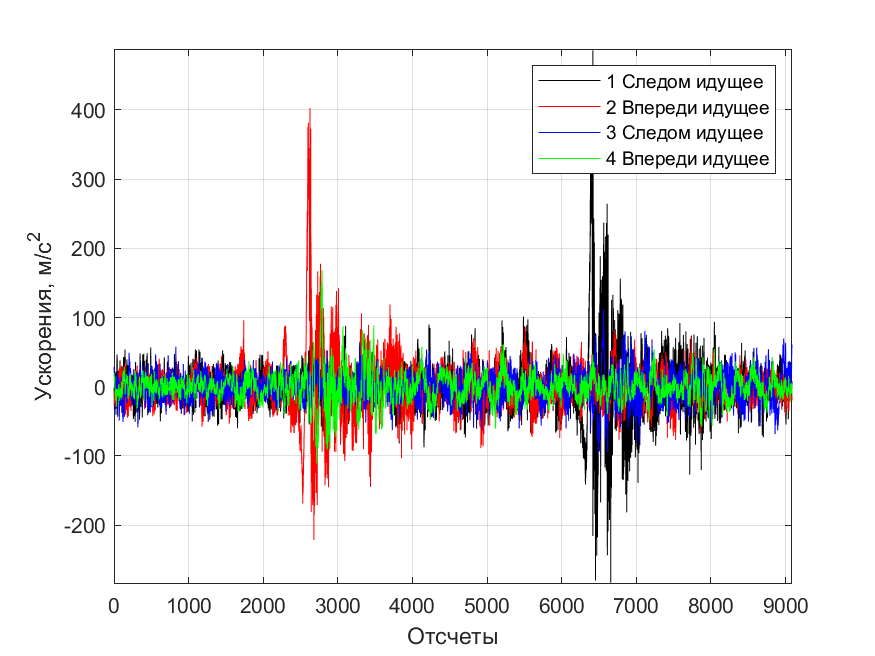 1 Следом идущее
2 Впереди идущее
3 Следом идущее
4 Впереди идущее
400
300
200
100
0
-100
-200
Ускорения, м/с²
0 1000 2000 3000 4000 5000 6000 7000 8000 9000
Отсчеты